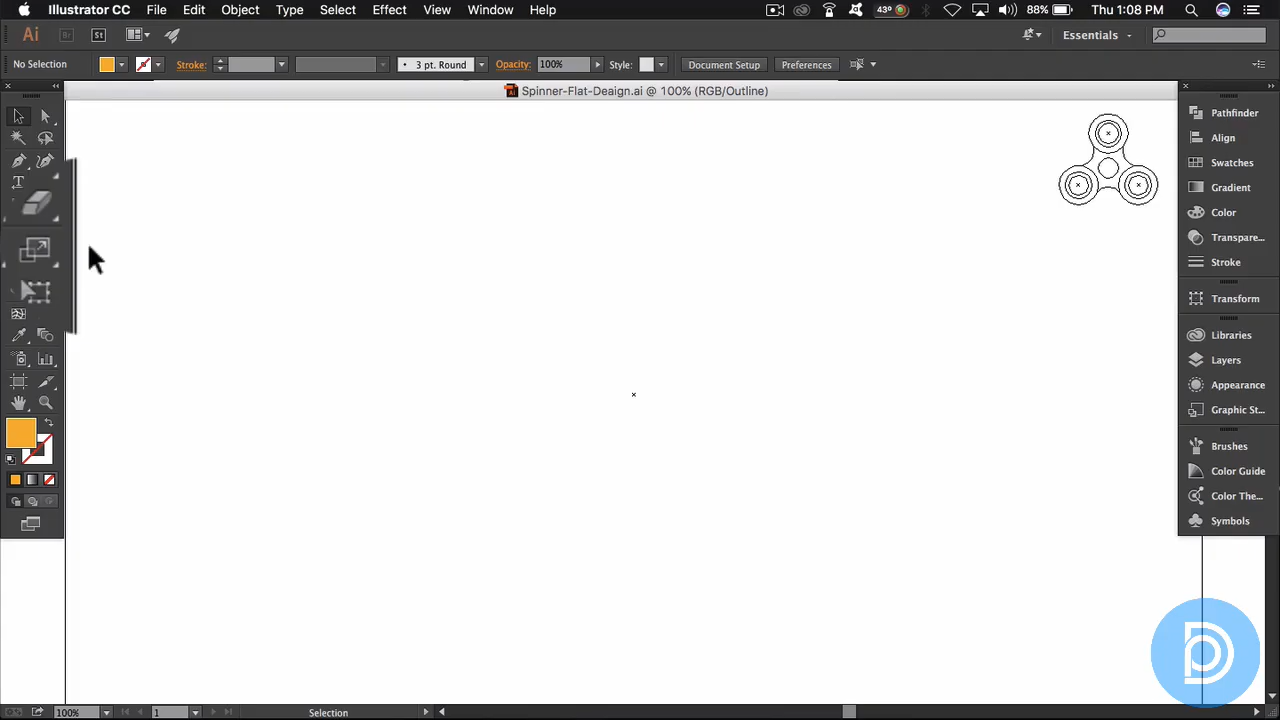 Illustrator CC File Edit Object Type Select Effect View Window Help 43° 88% Thu 1:08 PM
Ai Br St Essentials
No Selection Stroke: 3 pt. Round Opacity: 100% Style: Document Setup Preferences
Spinner-Flat-Deaign.ai @ 100% (RGB/Outline)
Pathfinder
Align
Swatches
Gradient
Color
Transpare...
Stroke
Transform
Libraries
Layers
Appearance
Graphic St...
Brushes
Color Guide
Color The...
Symbols
100% 1 Selection